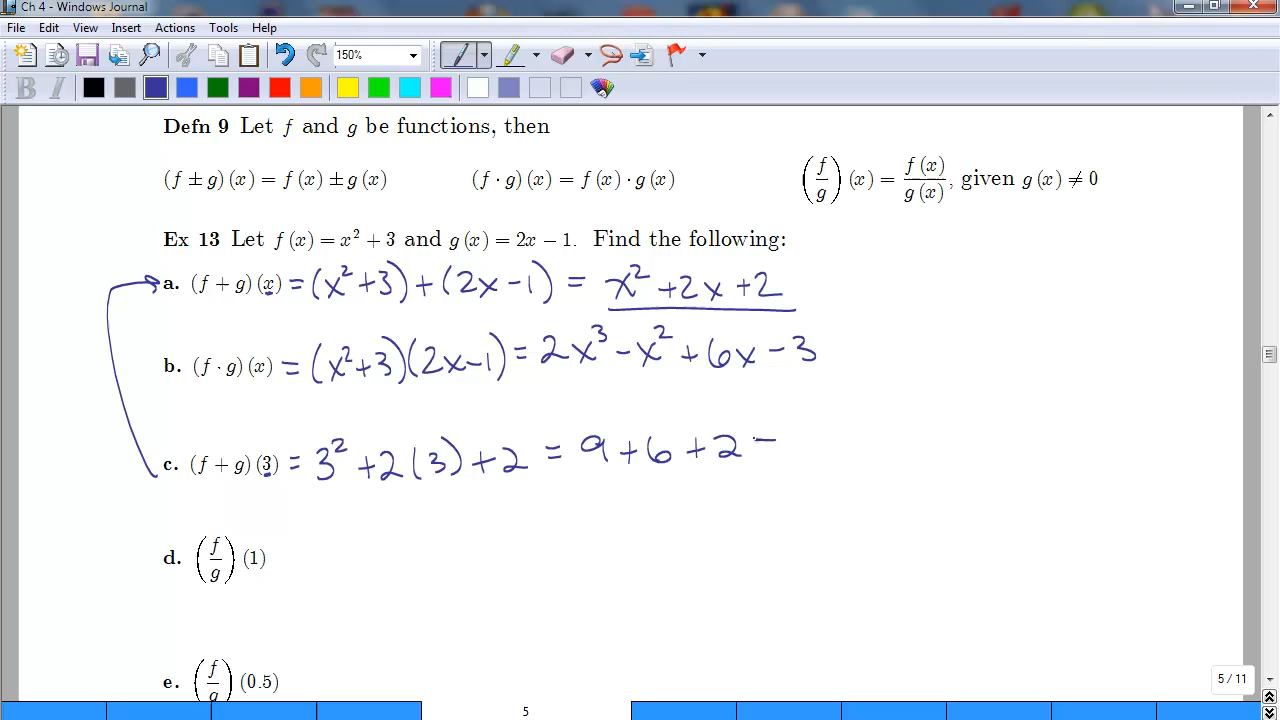 Ch 4 - Windows Journal
File Edit View Insert Actions Tools Help
150%
B I
Defn 9 Let f and g be functions, then
(f ± g) (x) = f (x) ± g (x) (f · g) (x) = f (x) · g (x) (f/g) (x) = f (x)/g (x), given g (x) ≠ 0
Ex 13 Let f (x) = x² + 3 and g (x) = 2x − 1. Find the following:
a. (f + g) (x) = (x² + 3) + (2x − 1) = x² + 2x + 2
b. (f · g) (x) = (x² + 3)(2x − 1) = 2x³ − x² + 6x − 3
c. (f + g) (3) = 3² + 2(3) + 2 = 9 + 6 + 2 =
d. (f/g) (1)
e. (f/g) (0.5)
5 / 11
5